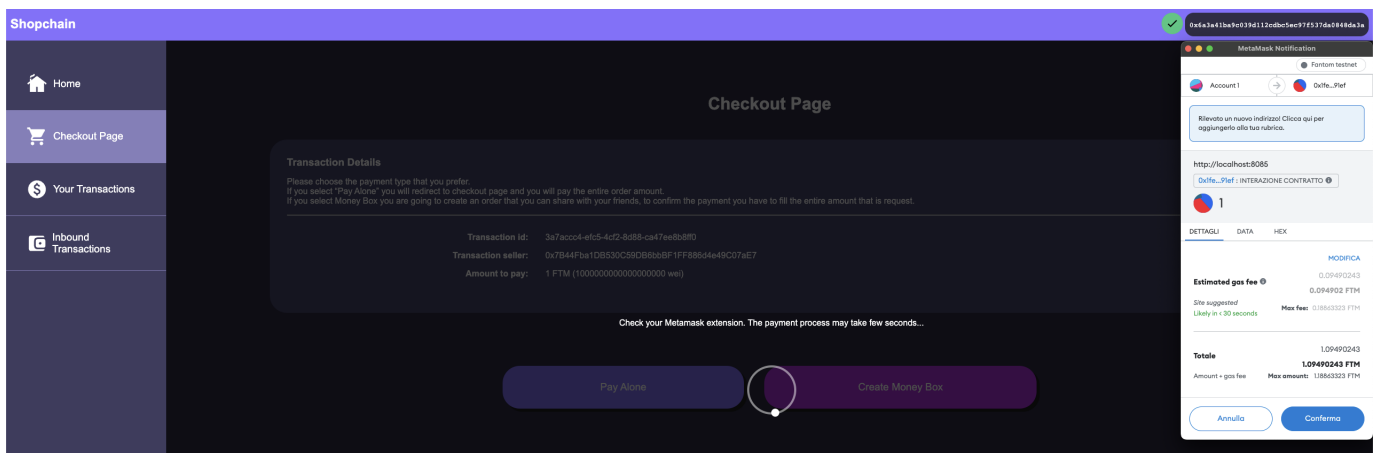 Shopchain
0x6a3a41ba9c039d112cdbc5ec97f537da0848da3a
Home
Checkout Page
Your Transactions
Inbound
Transactions
Checkout Page
Transaction Details
Please choose the payment type that you prefer.
If you select "Pay Alone" you will redirect to checkout page and you will pay the entire order amount.
If you select Money Box you are going to create an order that you can share with your friends, to confirm the payment you have to fill the entire amount that is request.
Transaction id: 3a7accc4-efc5-4cf2-8d88-ca47ee8b8ff0
Transaction seller: 0x7B44Fba1DB530C59DB6bbBF1FF886d4e49C07aE7
Amount to pay: 1 FTM (1000000000000000000 wei)
Check your Metamask extension. The payment process may take few seconds...
Pay Alone
Create Money Box
MetaMask Notification
Fantom testnet
Account 1
0x1fe...91ef
Rilevato un nuovo indirizzo! Clicca qui per
aggiungerlo alla tua rubrica.
http://localhost:8085
0x1fe...91ef : INTERAZIONE CONTRATTO
1
DETTAGLI DATA HEX
MODIFICA
0.09490243
Estimated gas fee
0.094902 FTM
Site suggested
Max fee: 0.18863323 FTM
Likely in < 30 seconds
1.09490243
Totale
1.09490243 FTM
Amount + gas fee
Max amount: 1.18863323 FTM
Annulla
Conferma